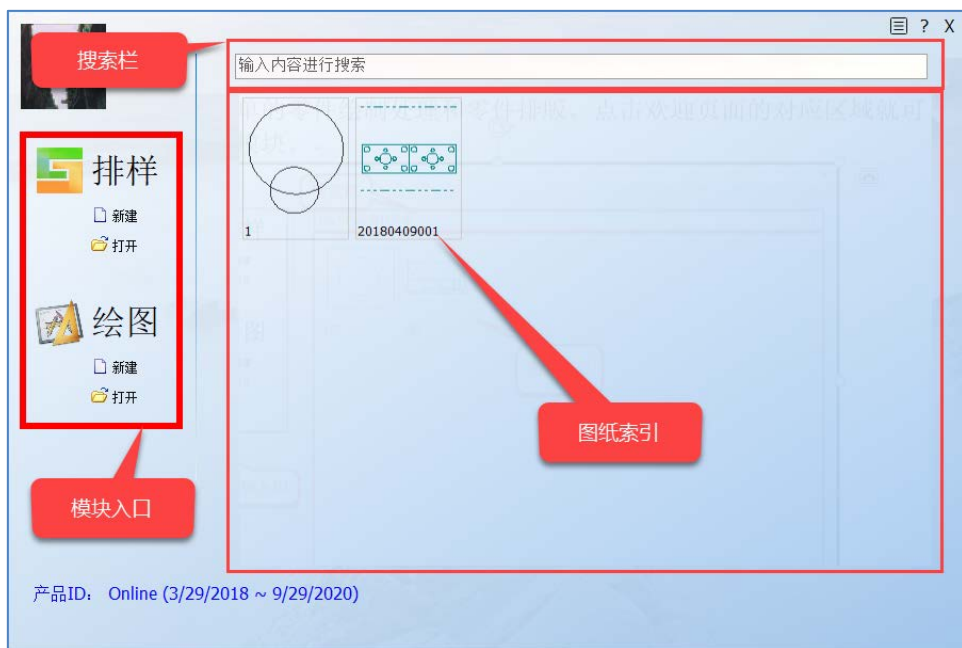 ? X
搜索栏
输入内容进行搜索
排样
新建
打开
1
20180409001
绘图
新建
打开
图纸索引
模块入口
产品ID： Online (3/29/2018 ~ 9/29/2020)